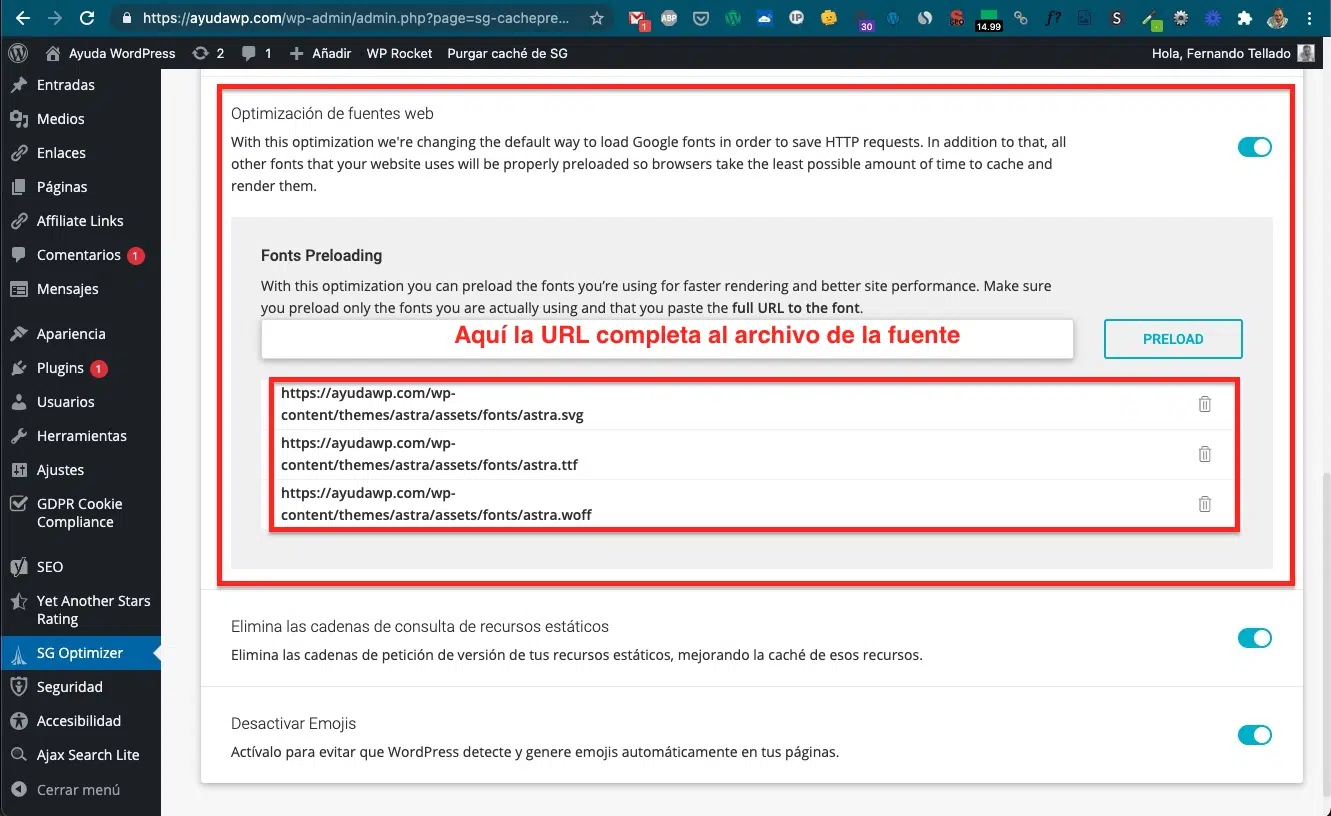 https://ayudawp.com/wp-admin/admin.php?page=sg-cachepre...
1
ABP
IP
30
14.99
f?
S
Ayuda WordPress
2
1
Añadir
WP Rocket
Purgar caché de SG
Hola, Fernando Tellado
Entradas
Medios
Enlaces
Páginas
Affiliate Links
Comentarios 1
Mensajes
Apariencia
Plugins 1
Usuarios
Herramientas
Ajustes
GDPR Cookie
Compliance
SEO
Yet Another Stars
Rating
SG Optimizer
Seguridad
Accesibilidad
Ajax Search Lite
Cerrar menú
Optimización de fuentes web
With this optimization we're changing the default way to load Google fonts in order to save HTTP requests. In addition to that, all
other fonts that your website uses will be properly preloaded so browsers take the least possible amount of time to cache and
render them.
Fonts Preloading
With this optimization you can preload the fonts you’re using for faster rendering and better site performance. Make sure
you preload only the fonts you are actually using and that you paste the full URL to the font.
Aquí la URL completa al archivo de la fuente
PRELOAD
https://ayudawp.com/wp-
content/themes/astra/assets/fonts/astra.svg
https://ayudawp.com/wp-
content/themes/astra/assets/fonts/astra.ttf
https://ayudawp.com/wp-
content/themes/astra/assets/fonts/astra.woff
Elimina las cadenas de consulta de recursos estáticos
Elimina las cadenas de petición de versión de tus recursos estáticos, mejorando la caché de esos recursos.
Desactivar Emojis
Actívalo para evitar que WordPress detecte y genere emojis automáticamente en tus páginas.